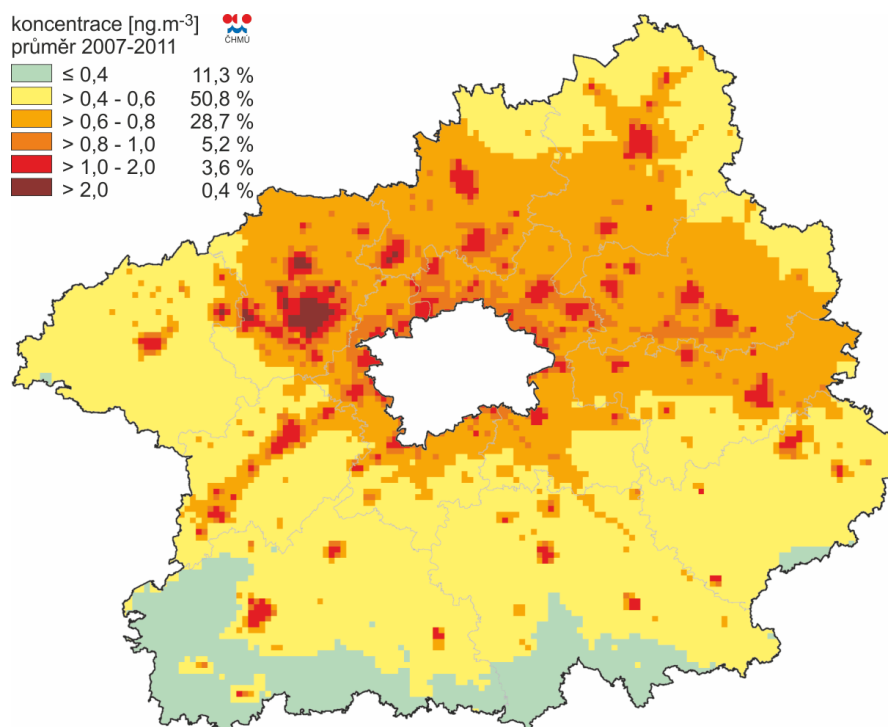 koncentrace [ng.m-3]
ČHMÚ
průměr 2007-2011
≤ 0,4 11,3 %
> 0,4 - 0,6 50,8 %
> 0,6 - 0,8 28,7 %
> 0,8 - 1,0 5,2 %
> 1,0 - 2,0 3,6 %
> 2,0 0,4 %